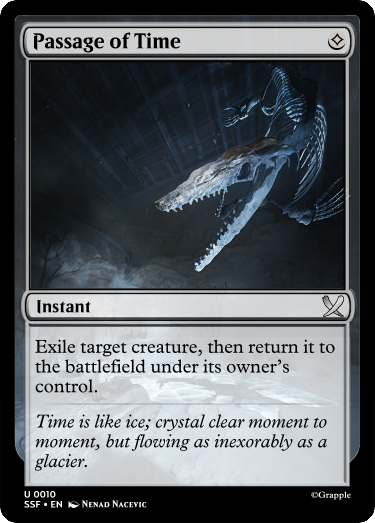 Passage of Time
Instant
Exile target creature, then return it to
the battlefield under its owner's
control.
Time is like ice; crystal clear moment to
moment, but flowing as inexorably as a
glacier.
U 0010
SSF • EN Nenad Nacevic
©Grapple